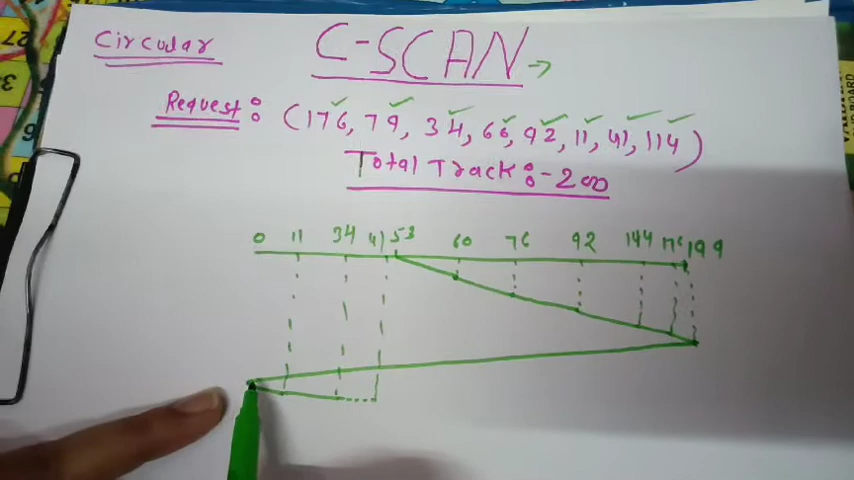 Circular
C-SCAN →
Request: (176, 79, 34, 66, 92, 11, 41, 114)
Total Track:-200
0 11 34 41 53 60 76 92 144 176 199